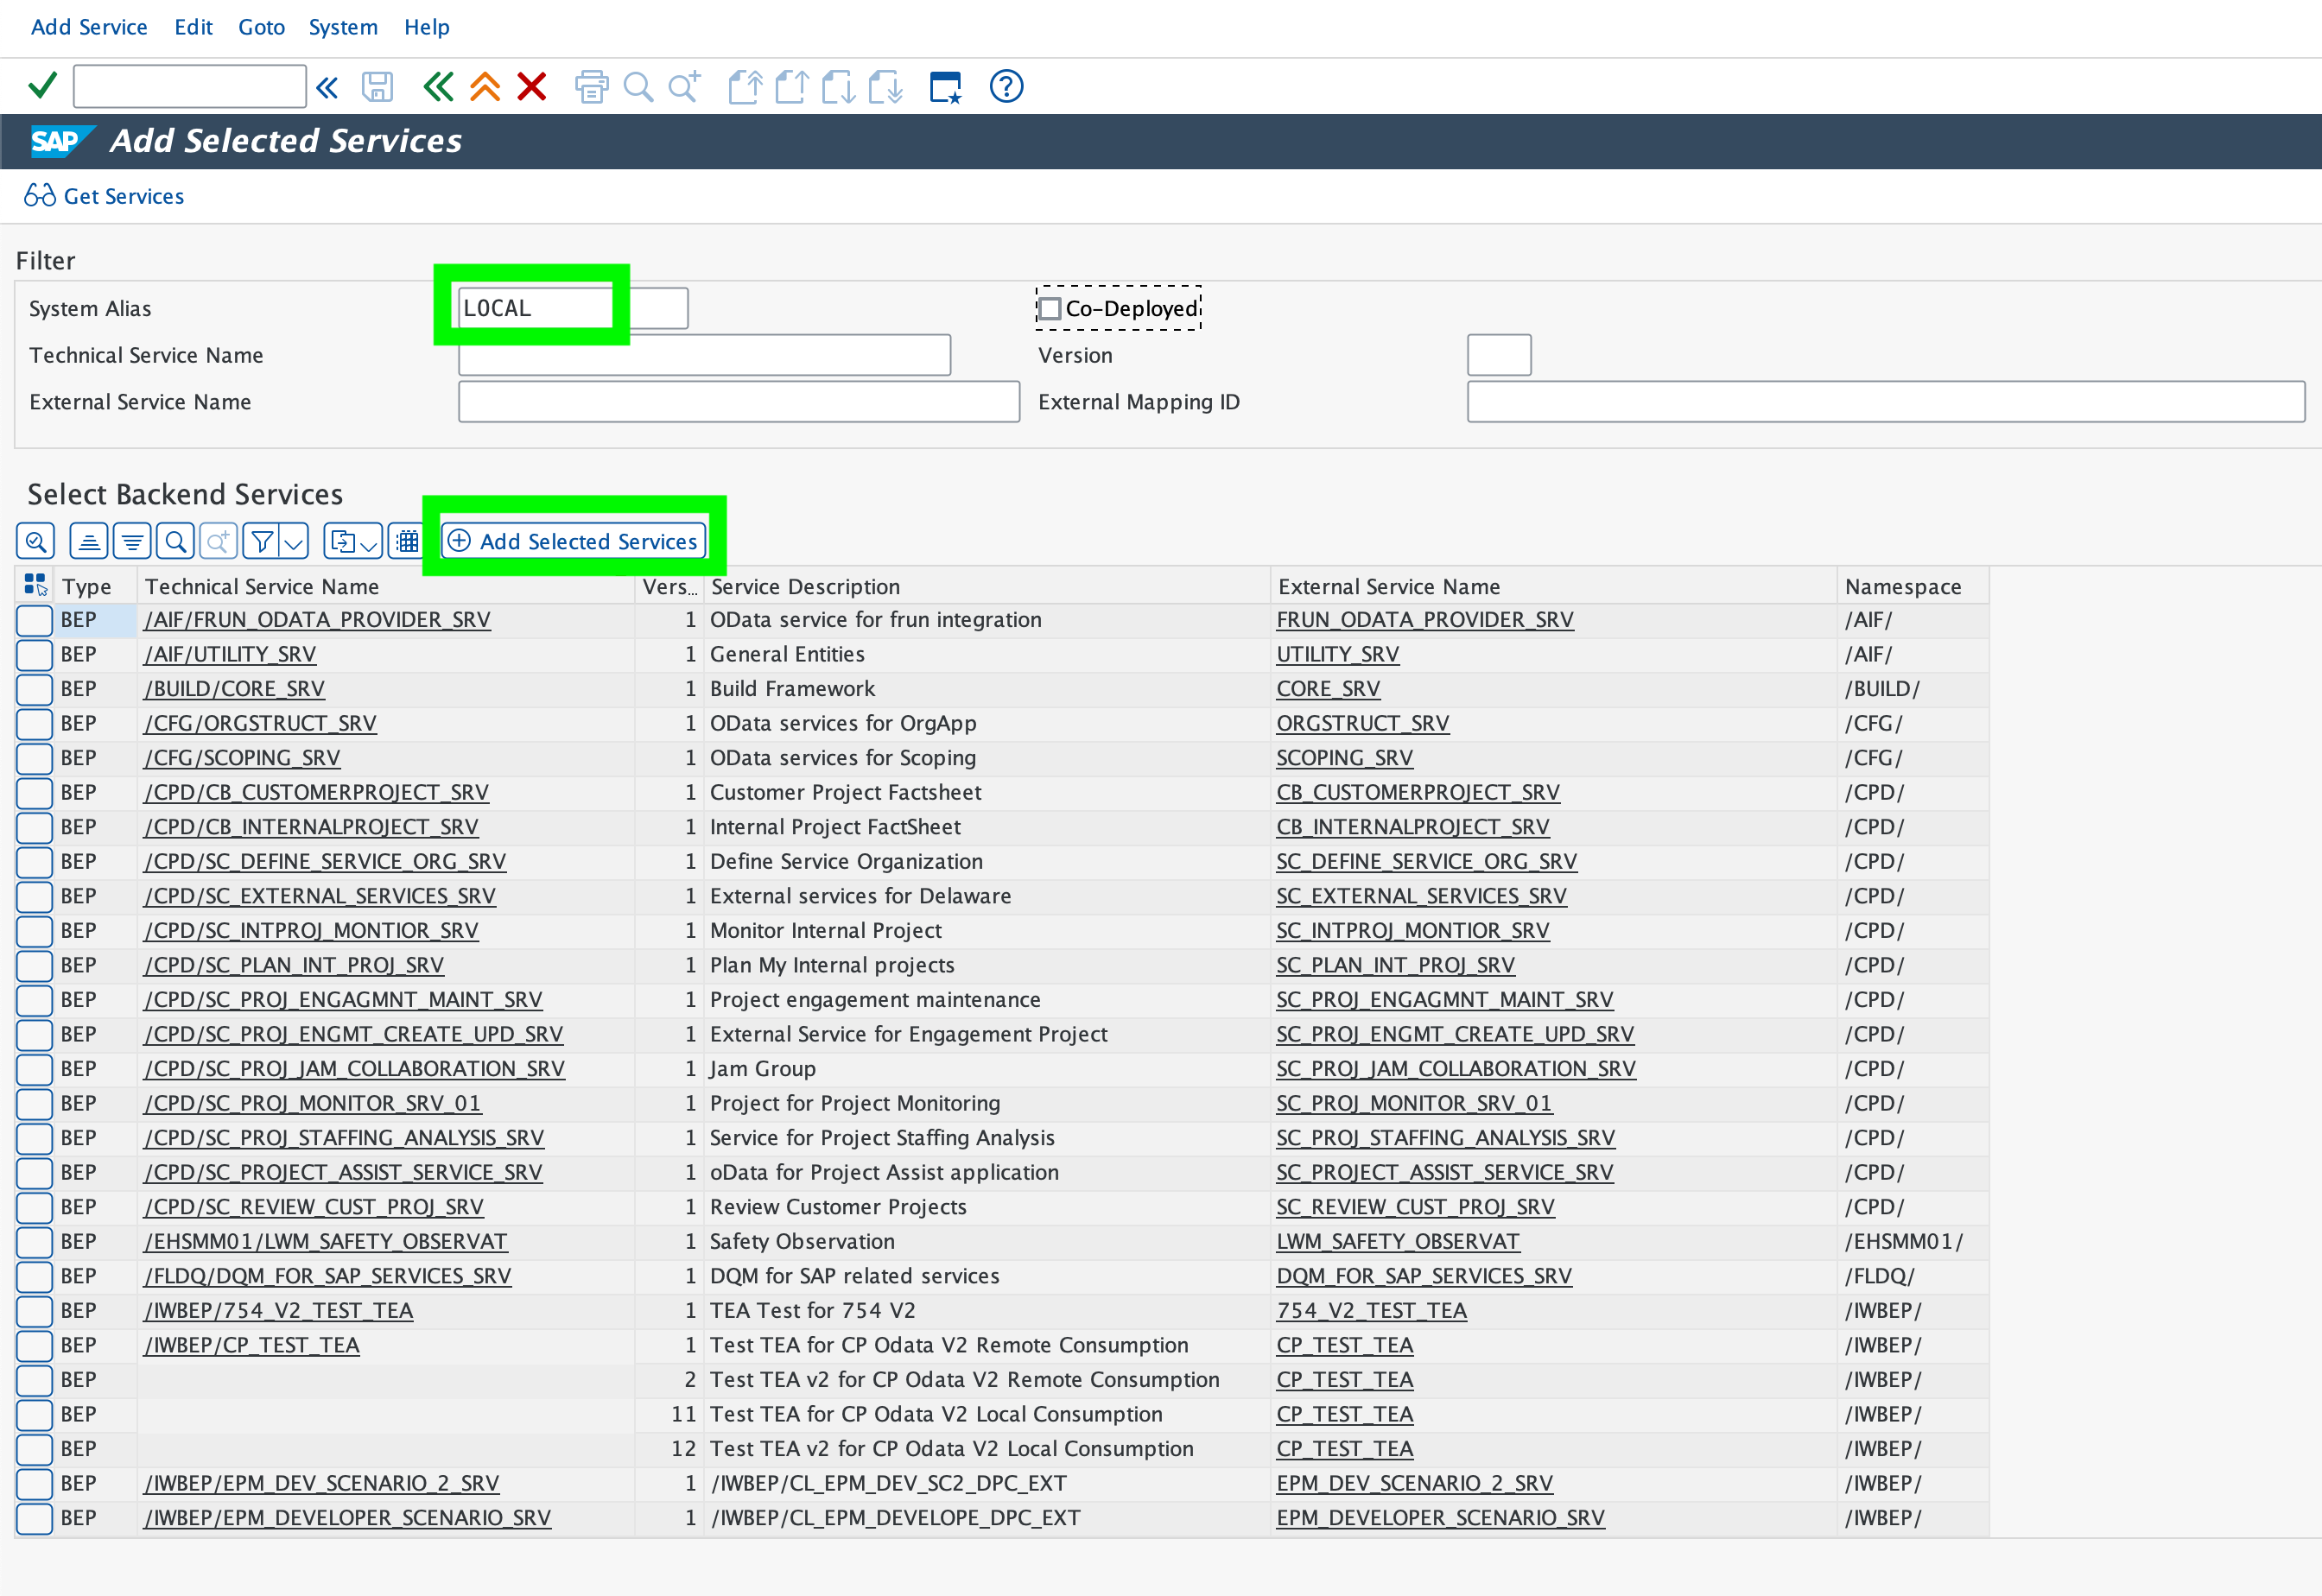 Add Service Edit Goto System Help
SAP Add Selected Services
Get Services
Filter
System Alias LOCAL Co-Deployed
Technical Service Name Version
External Service Name External Mapping ID
Select Backend Services
Add Selected Services
Type Technical Service Name Vers... Service Description External Service Name Namespace
BEP /AIF/FRUN_ODATA_PROVIDER_SRV 1 OData service for frun integration FRUN_ODATA_PROVIDER_SRV /AIF/
BEP /AIF/UTILITY_SRV 1 General Entities UTILITY_SRV /AIF/
BEP /BUILD/CORE_SRV 1 Build Framework CORE_SRV /BUILD/
BEP /CFG/ORGSTRUCT_SRV 1 OData services for OrgApp ORGSTRUCT_SRV /CFG/
BEP /CFG/SCOPING_SRV 1 OData services for Scoping SCOPING_SRV /CFG/
BEP /CPD/CB_CUSTOMERPROJECT_SRV 1 Customer Project Factsheet CB_CUSTOMERPROJECT_SRV /CPD/
BEP /CPD/CB_INTERNALPROJECT_SRV 1 Internal Project FactSheet CB_INTERNALPROJECT_SRV /CPD/
BEP /CPD/SC_DEFINE_SERVICE_ORG_SRV 1 Define Service Organization SC_DEFINE_SERVICE_ORG_SRV /CPD/
BEP /CPD/SC_EXTERNAL_SERVICES_SRV 1 External services for Delaware SC_EXTERNAL_SERVICES_SRV /CPD/
BEP /CPD/SC_INTPROJ_MONTIOR_SRV 1 Monitor Internal Project SC_INTPROJ_MONTIOR_SRV /CPD/
BEP /CPD/SC_PLAN_INT_PROJ_SRV 1 Plan My Internal projects SC_PLAN_INT_PROJ_SRV /CPD/
BEP /CPD/SC_PROJ_ENGAGMNT_MAINT_SRV 1 Project engagement maintenance SC_PROJ_ENGAGMNT_MAINT_SRV /CPD/
BEP /CPD/SC_PROJ_ENGMT_CREATE_UPD_SRV 1 External Service for Engagement Project SC_PROJ_ENGMT_CREATE_UPD_SRV /CPD/
BEP /CPD/SC_PROJ_JAM_COLLABORATION_SRV 1 Jam Group SC_PROJ_JAM_COLLABORATION_SRV /CPD/
BEP /CPD/SC_PROJ_MONITOR_SRV_01 1 Project for Project Monitoring SC_PROJ_MONITOR_SRV_01 /CPD/
BEP /CPD/SC_PROJ_STAFFING_ANALYSIS_SRV 1 Service for Project Staffing Analysis SC_PROJ_STAFFING_ANALYSIS_SRV /CPD/
BEP /CPD/SC_PROJECT_ASSIST_SERVICE_SRV 1 oData for Project Assist application SC_PROJECT_ASSIST_SERVICE_SRV /CPD/
BEP /CPD/SC_REVIEW_CUST_PROJ_SRV 1 Review Customer Projects SC_REVIEW_CUST_PROJ_SRV /CPD/
BEP /EHSMM01/LWM_SAFETY_OBSERVAT 1 Safety Observation LWM_SAFETY_OBSERVAT /EHSMM01/
BEP /FLDQ/DQM_FOR_SAP_SERVICES_SRV 1 DQM for SAP related services DQM_FOR_SAP_SERVICES_SRV /FLDQ/
BEP /IWBEP/754_V2_TEST_TEA 1 TEA Test for 754 V2 754_V2_TEST_TEA /IWBEP/
BEP /IWBEP/CP_TEST_TEA 1 Test TEA for CP Odata V2 Remote Consumption CP_TEST_TEA /IWBEP/
BEP 2 Test TEA v2 for CP Odata V2 Remote Consumption CP_TEST_TEA /IWBEP/
BEP 11 Test TEA for CP Odata V2 Local Consumption CP_TEST_TEA /IWBEP/
BEP 12 Test TEA v2 for CP Odata V2 Local Consumption CP_TEST_TEA /IWBEP/
BEP /IWBEP/EPM_DEV_SCENARIO_2_SRV 1 /IWBEP/CL_EPM_DEV_SC2_DPC_EXT EPM_DEV_SCENARIO_2_SRV /IWBEP/
BEP /IWBEP/EPM_DEVELOPER_SCENARIO_SRV 1 /IWBEP/CL_EPM_DEVELOPE_DPC_EXT EPM_DEVELOPER_SCENARIO_SRV /IWBEP/